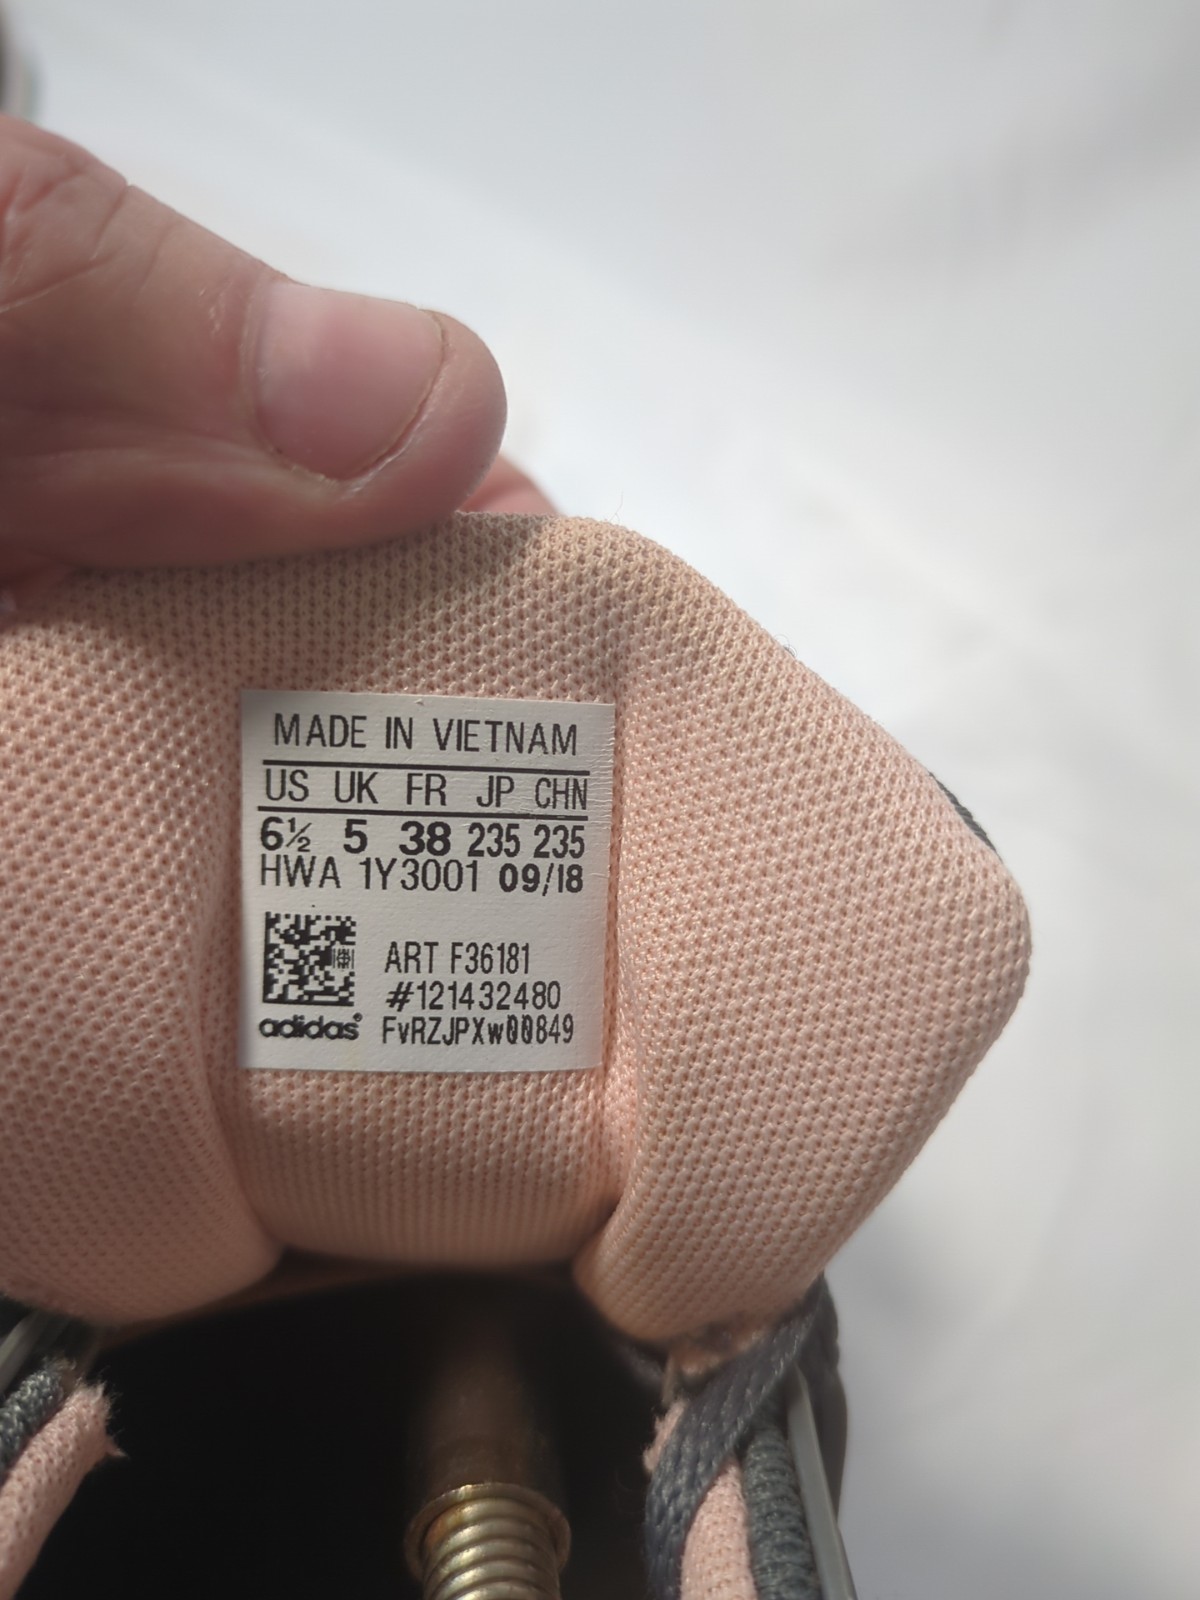 MADE IN VIETNAM
US UK FR JP CHN
6½ 5 38 235 235
HWA 1Y3001 09/18
ART F36181
#121432480
adidas® FvRZJPXw00849